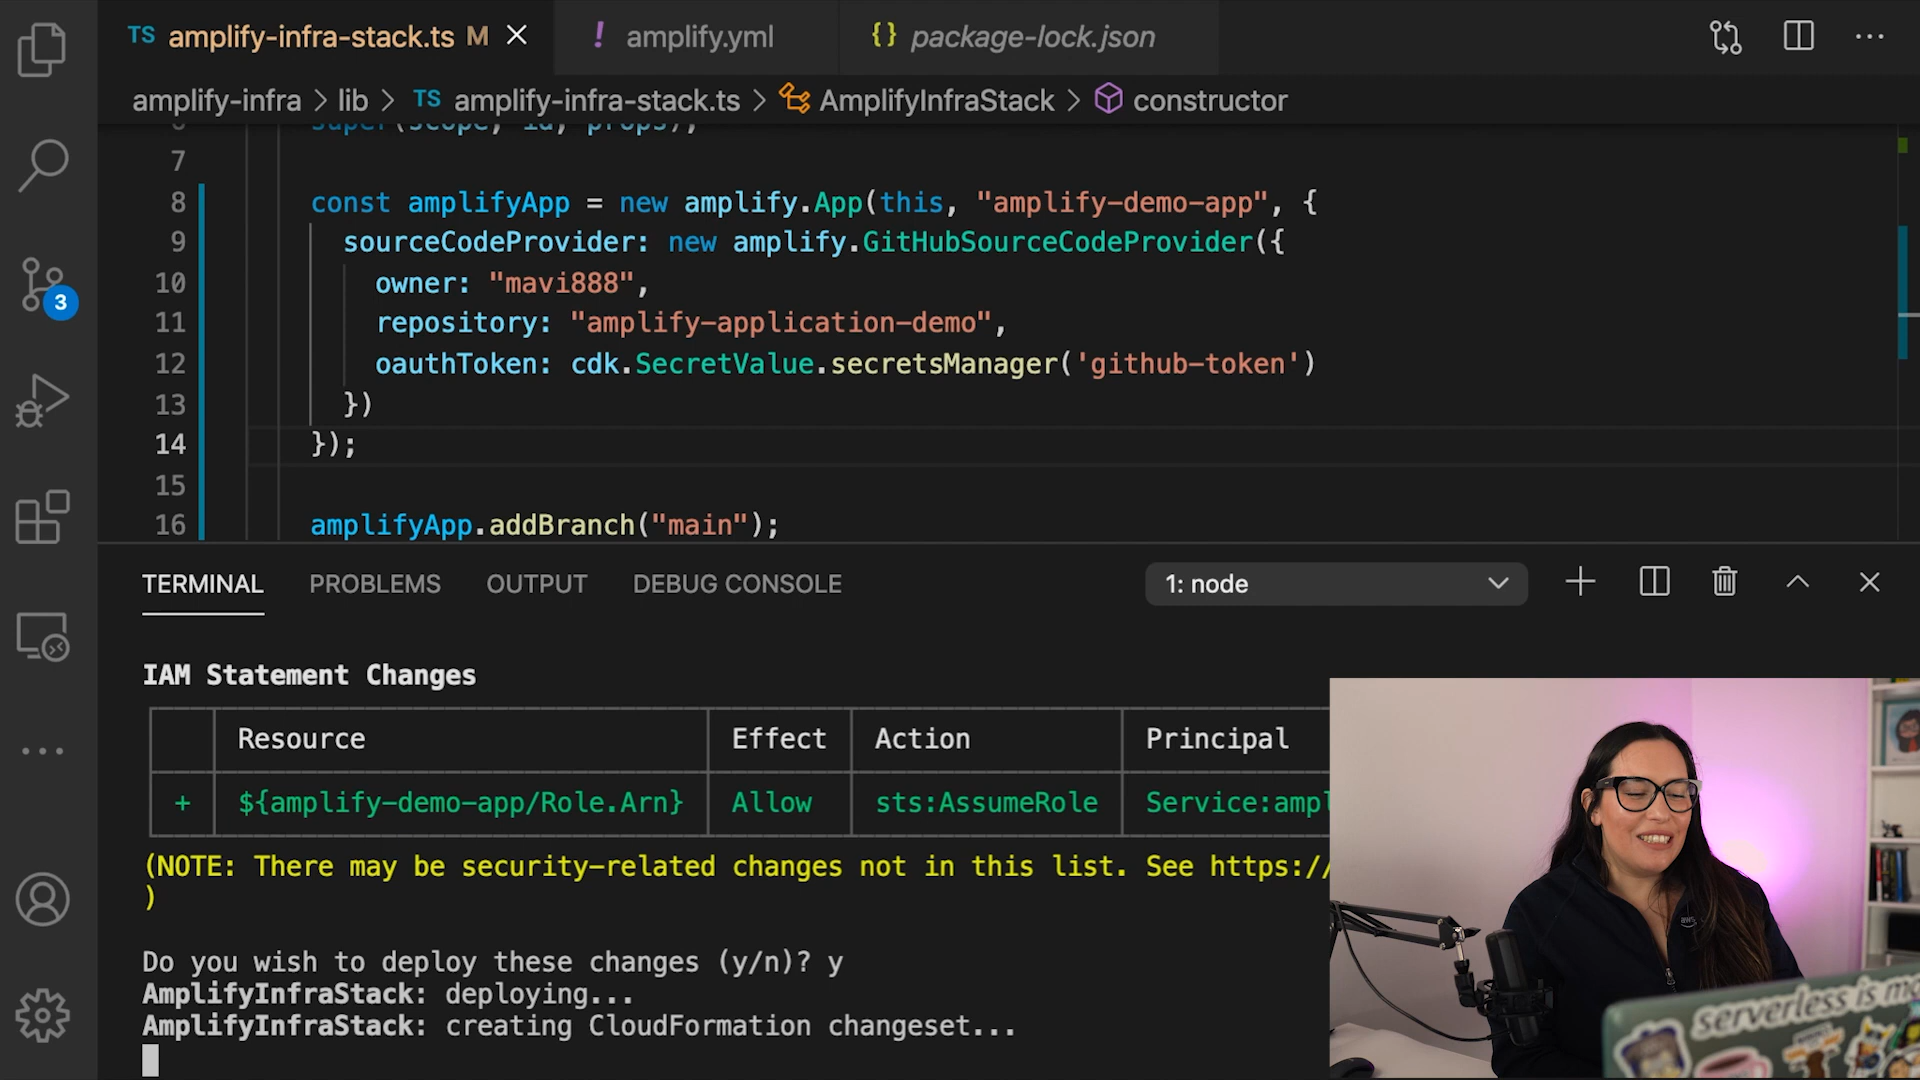 TS amplify-infra-stack.ts M
! amplify.yml
{} package-lock.json
amplify-infra > lib > TS amplify-infra-stack.ts > AmplifyInfraStack > constructor
super(scope, id, props);
7
8 const amplifyApp = new amplify.App(this, "amplify-demo-app", {
9 sourceCodeProvider: new amplify.GitHubSourceCodeProvider({
10 owner: "mavi888",
11 repository: "amplify-application-demo",
12 oauthToken: cdk.SecretValue.secretsManager('github-token')
13 })
14 });
15
16 amplifyApp.addBranch("main");
3
TERMINAL PROBLEMS OUTPUT DEBUG CONSOLE 1: node
IAM Statement Changes
Resource Effect Action Principal
+ ${amplify-demo-app/Role.Arn} Allow sts:AssumeRole Service:ampl
(NOTE: There may be security-related changes not in this list. See https://
)
Do you wish to deploy these changes (y/n)? y
AmplifyInfraStack: deploying...
AmplifyInfraStack: creating CloudFormation changeset...
aws
serverless is